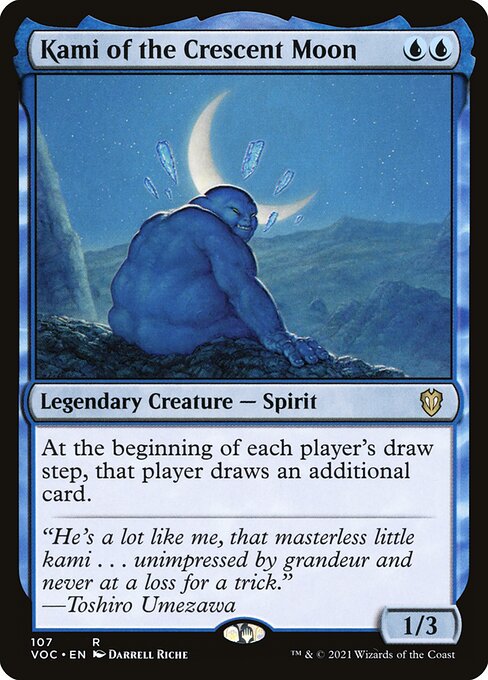 Kami of the Crescent Moon
Legendary Creature — Spirit
At the beginning of each player's draw
step, that player draws an additional
card.
"He's a lot like me, that masterless little
kami . . . unimpressed by grandeur and
never at a loss for a trick."
—Toshiro Umezawa
1/3
107 R
VOC • EN Darrell Riche
™ & © 2021 Wizards of the Coast